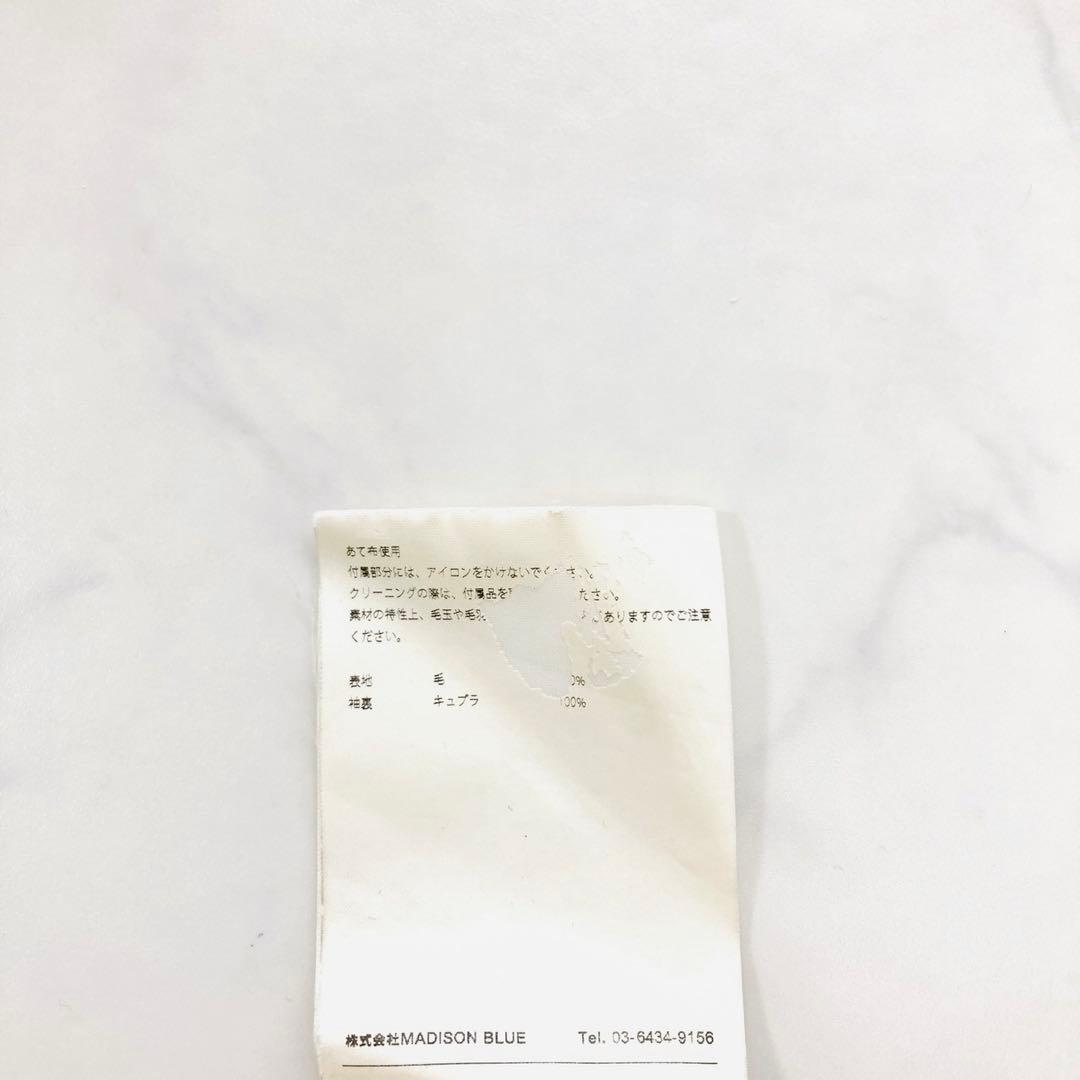 あて布使用
付属部分には、アイロンをかけないでください。
クリーニングの際は、付属品を ださい。
素材の特性上、毛玉や毛羽 がありますのでご注意
ください。
表地 毛
袖裏 キュプラ 100%
株式会社MADISON BLUE Tel. 03-6434-9156